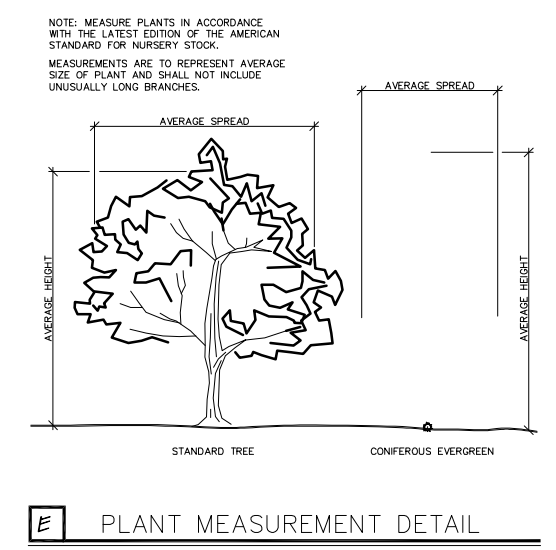 NOTE: MEASURE PLANTS IN ACCORDANCE
WITH THE LATEST EDITION OF THE AMERICAN
STANDARD FOR NURSERY STOCK.
MEASUREMENTS ARE TO REPRESENT AVERAGE
SIZE OF PLANT AND SHALL NOT INCLUDE
UNUSUALLY LONG BRANCHES.
AVERAGE SPREAD
AVERAGE SPREAD
AVERAGE HEIGHT
AVERAGE HEIGHT
STANDARD TREE
CONIFEROUS EVERGREEN
E
PLANT MEASUREMENT DETAIL